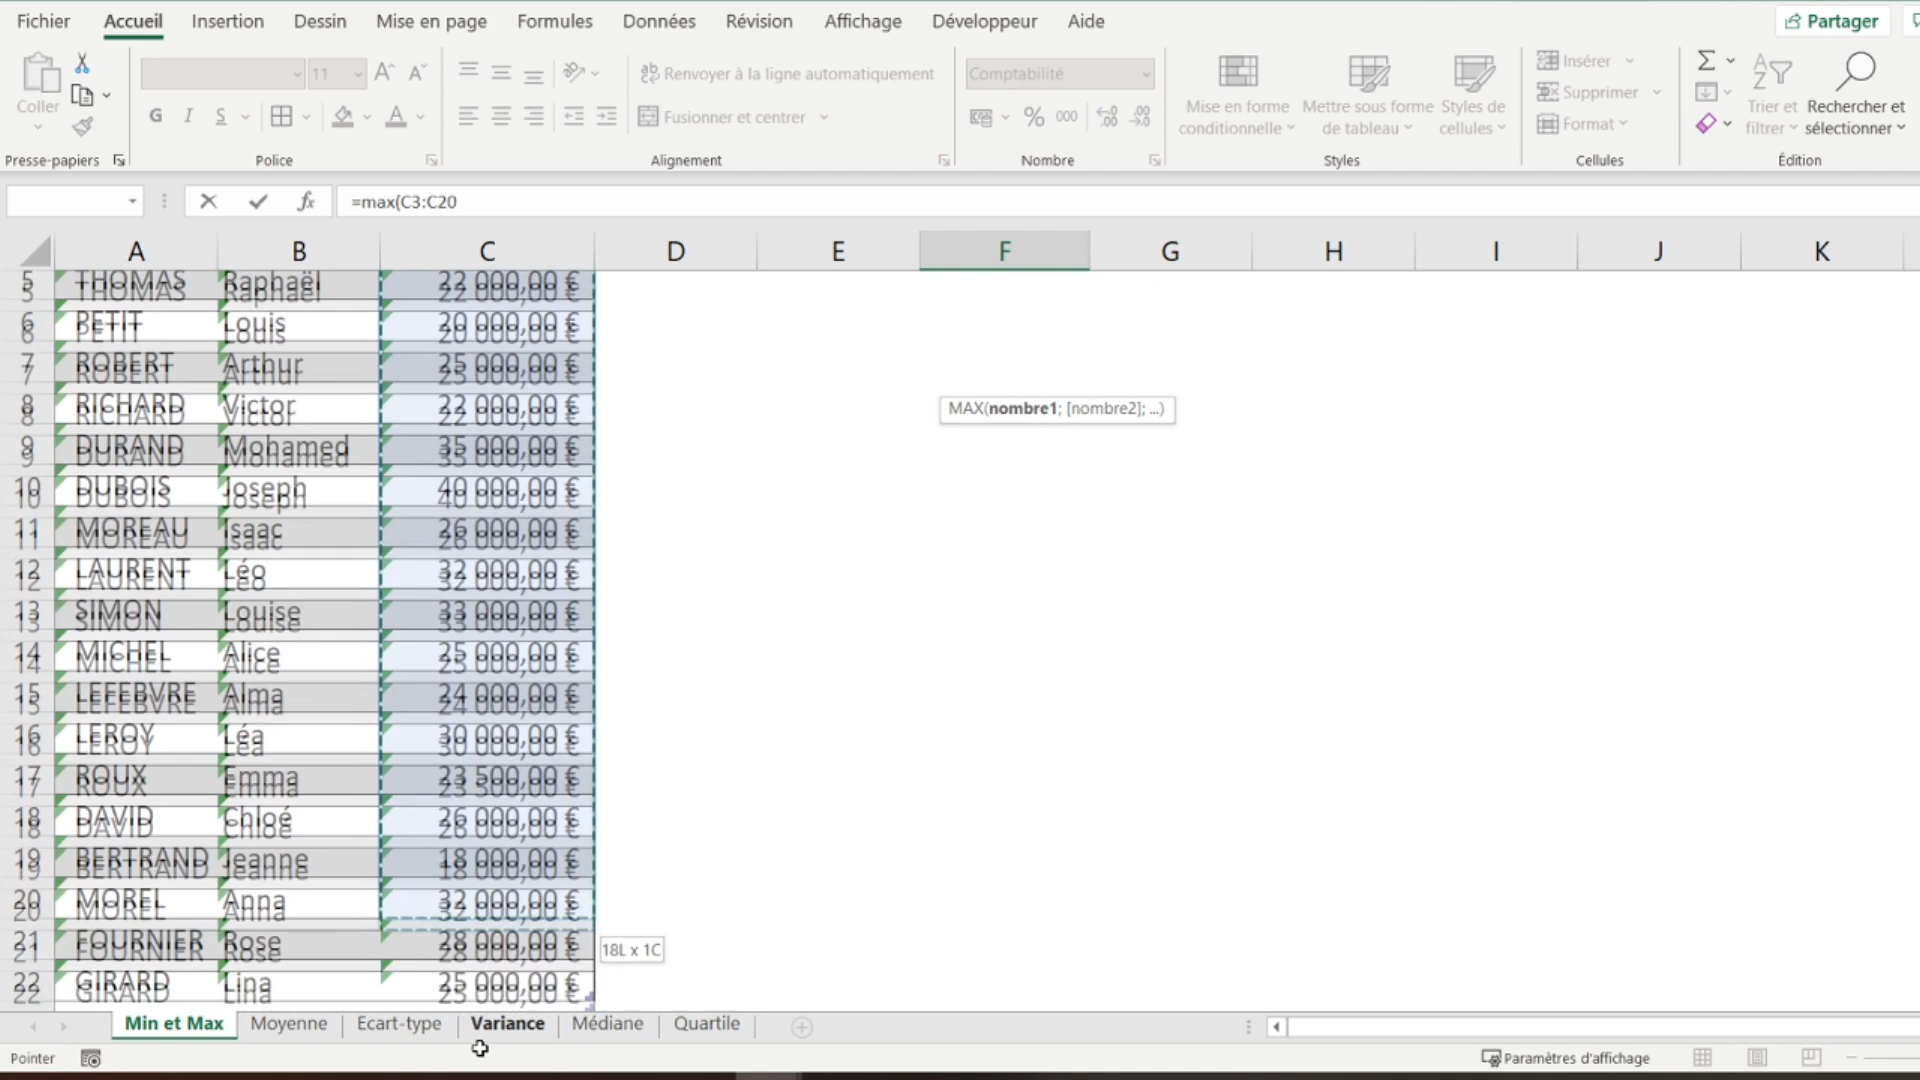 Fichier Accueil Insertion Dessin Mise en page Formules Données Révision Affichage Développeur Aide Partager
Coller 11 Renvoyer à la ligne automatiquement Comptabilité Insérer
G I S A Fusionner et centrer % 000 Mise en forme conditionnelle Mettre sous forme de tableau Styles de cellules Supprimer Format Trier et filtrer Rechercher et sélectionner
Presse-papiers Police Alignement Nombre Styles Cellules Édition
fx =max(C3:C20
A B C D E F G H I J K
5 THOMAS Raphaël 22 000,00 €
6 PETIT Louis 20 000,00 €
7 ROBERT Arthur 25 000,00 €
8 RICHARD Victor 22 000,00 €
MAX(nombre1; [nombre2]; ...)
9 DURAND Mohamed 35 000,00 €
10 DUBOIS Joseph 40 000,00 €
11 MOREAU Isaac 26 000,00 €
12 LAURENT Léo 32 000,00 €
13 SIMON Louise 33 000,00 €
14 MICHEL Alice 25 000,00 €
15 LEFEBVRE Alma 24 000,00 €
16 LEROY Léa 30 000,00 €
17 ROUX Emma 23 500,00 €
18 DAVID Chloé 26 000,00 €
19 BERTRAND Jeanne 18 000,00 €
20 MOREL Anna 32 000,00 €
21 FOURNIER Rose 28 000,00 €
18L x 1C
22 GIRARD Lina 25 000,00 €
Min et Max Moyenne Ecart-type Variance Médiane Quartile
Pointer Paramètres d'affichage